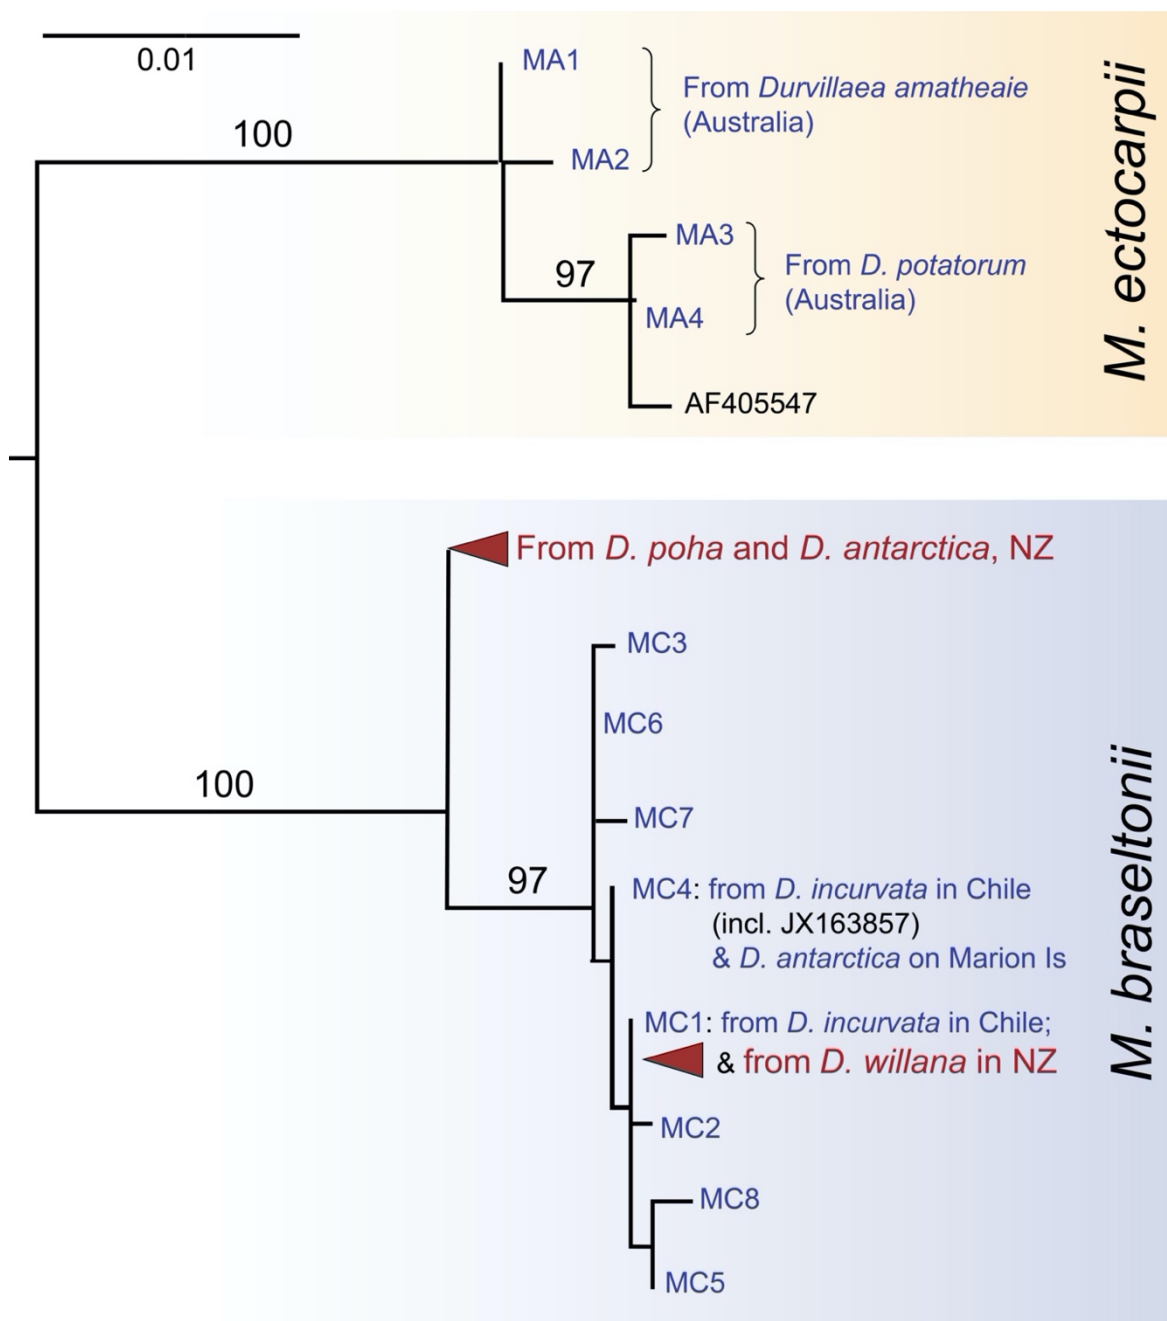 0.01
100
MA1
From Durvillaea amatheaie
(Australia)
MA2
MA3
97
From D. potatorum
(Australia)
MA4
AF405547
M. ectocarpii
From D. poha and D. antarctica, NZ
MC3
MC6
100
MC7
97
MC4: from D. incurvata in Chile
(incl. JX163857)
& D. antarctica on Marion Is
MC1: from D. incurvata in Chile;
& from D. willana in NZ
MC2
MC8
MC5
M. braseltonii